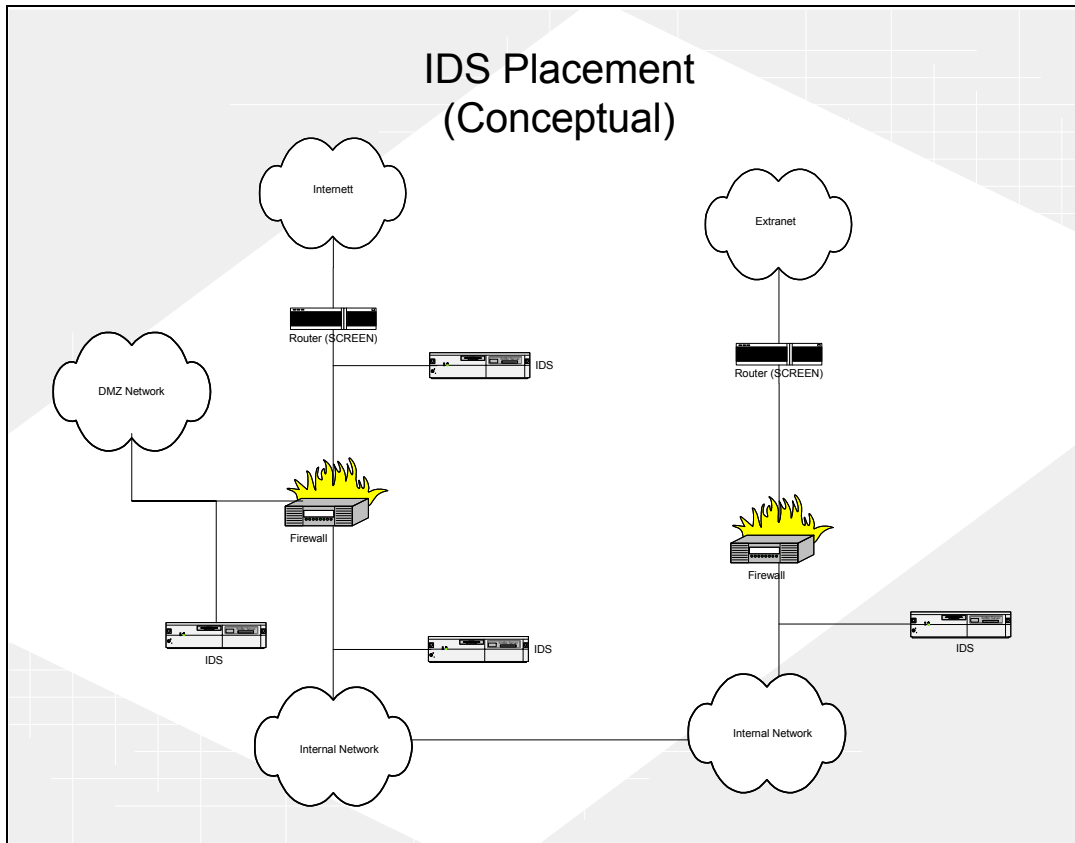 IDS Placement
(Conceptual)
Internett
Extranet
Router (SCREEN)
IDS
Router (SCREEN)
DMZ Network
Firewall
Firewall
IDS
IDS
IDS
Internal Network
Internal Network